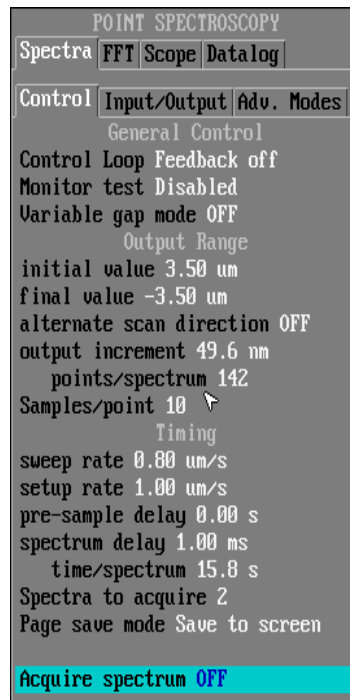 POINT SPECTROSCOPY
Spectra FFT Scope Datalog
Control Input/Output Adv. Modes
General Control
Control Loop Feedback off
Monitor test Disabled
Variable gap mode OFF
Output Range
initial value 3.50 um
final value -3.50 um
alternate scan direction OFF
output increment 49.6 nm
points/spectrum 142
Samples/point 10
Timing
sweep rate 0.80 um/s
setup rate 1.00 um/s
pre-sample delay 0.00 s
spectrum delay 1.00 ms
time/spectrum 15.8 s
Spectra to acquire 2
Page save mode Save to screen
Acquire spectrum OFF